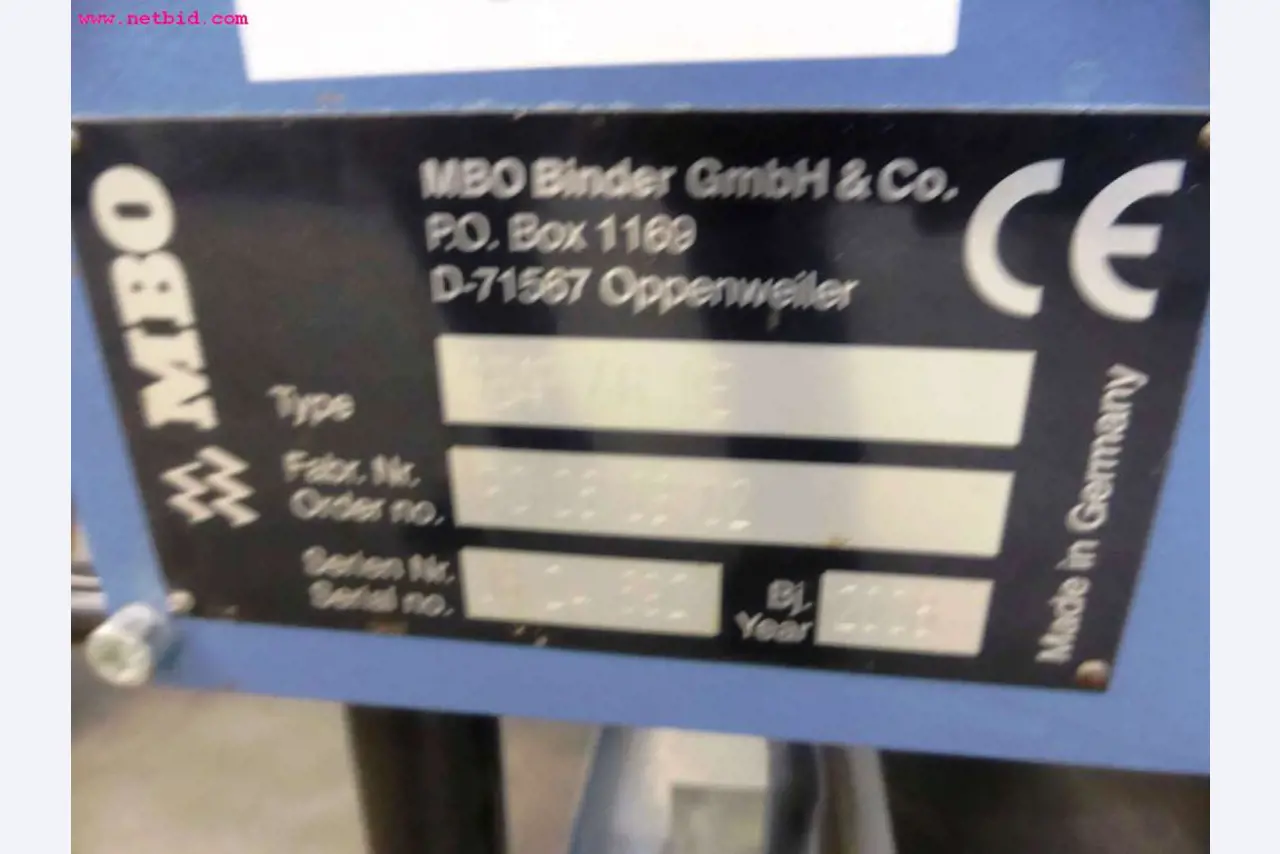 www.netbid.com
MBO
MBO Binder GmbH & Co.
P.O. Box 1169
D-71567 Oppenweiler
CE
Type
Fabr. Nr.
Order no.
Serien Nr.
Serial no.
Bj.
Year
Made in Germany